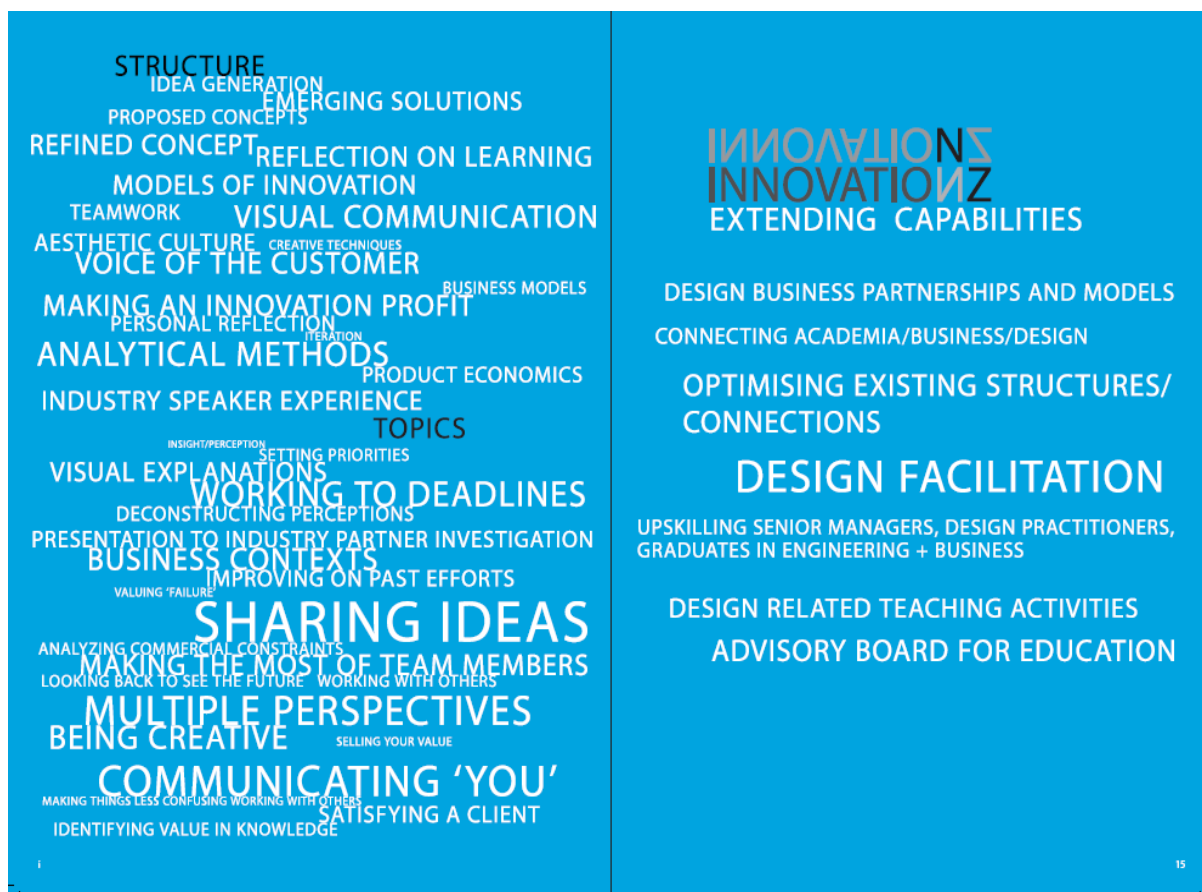 STRUCTURE
IDEA GENERATION
EMERGING SOLUTIONS
PROPOSED CONCEPTS
REFINED CONCEPT
REFLECTION ON LEARNING
MODELS OF INNOVATION
TEAMWORK
VISUAL COMMUNICATION
AESTHETIC CULTURE
CREATIVE TECHNIQUES
VOICE OF THE CUSTOMER
BUSINESS MODELS
MAKING AN INNOVATION PROFIT
PERSONAL REFLECTION
ITERATION
ANALYTICAL METHODS
PRODUCT ECONOMICS
INDUSTRY SPEAKER EXPERIENCE
TOPICS
INSIGHT/PERCEPTION
SETTING PRIORITIES
VISUAL EXPLANATIONS
WORKING TO DEADLINES
DECONSTRUCTING PERCEPTIONS
PRESENTATION TO INDUSTRY PARTNER INVESTIGATION
BUSINESS CONTEXTS
IMPROVING ON PAST EFFORTS
VALUING ‘FAILURE’
SHARING IDEAS
ANALYZING COMMERCIAL CONSTRAINTS
MAKING THE MOST OF TEAM MEMBERS
LOOKING BACK TO SEE THE FUTURE WORKING WITH OTHERS
MULTIPLE PERSPECTIVES
BEING CREATIVE
SELLING YOUR VALUE
COMMUNICATING ‘YOU’
MAKING THINGS LESS CONFUSING WORKING WITH OTHERS
SATISFYING A CLIENT
IDENTIFYING VALUE IN KNOWLEDGE
i
INNOVATIONZ
INNOVATIONZ
EXTENDING CAPABILITIES
DESIGN BUSINESS PARTNERSHIPS AND MODELS
CONNECTING ACADEMIA/BUSINESS/DESIGN
OPTIMISING EXISTING STRUCTURES/
CONNECTIONS
DESIGN FACILITATION
UPSKILLING SENIOR MANAGERS, DESIGN PRACTITIONERS,
GRADUATES IN ENGINEERING + BUSINESS
DESIGN RELATED TEACHING ACTIVITIES
ADVISORY BOARD FOR EDUCATION
15